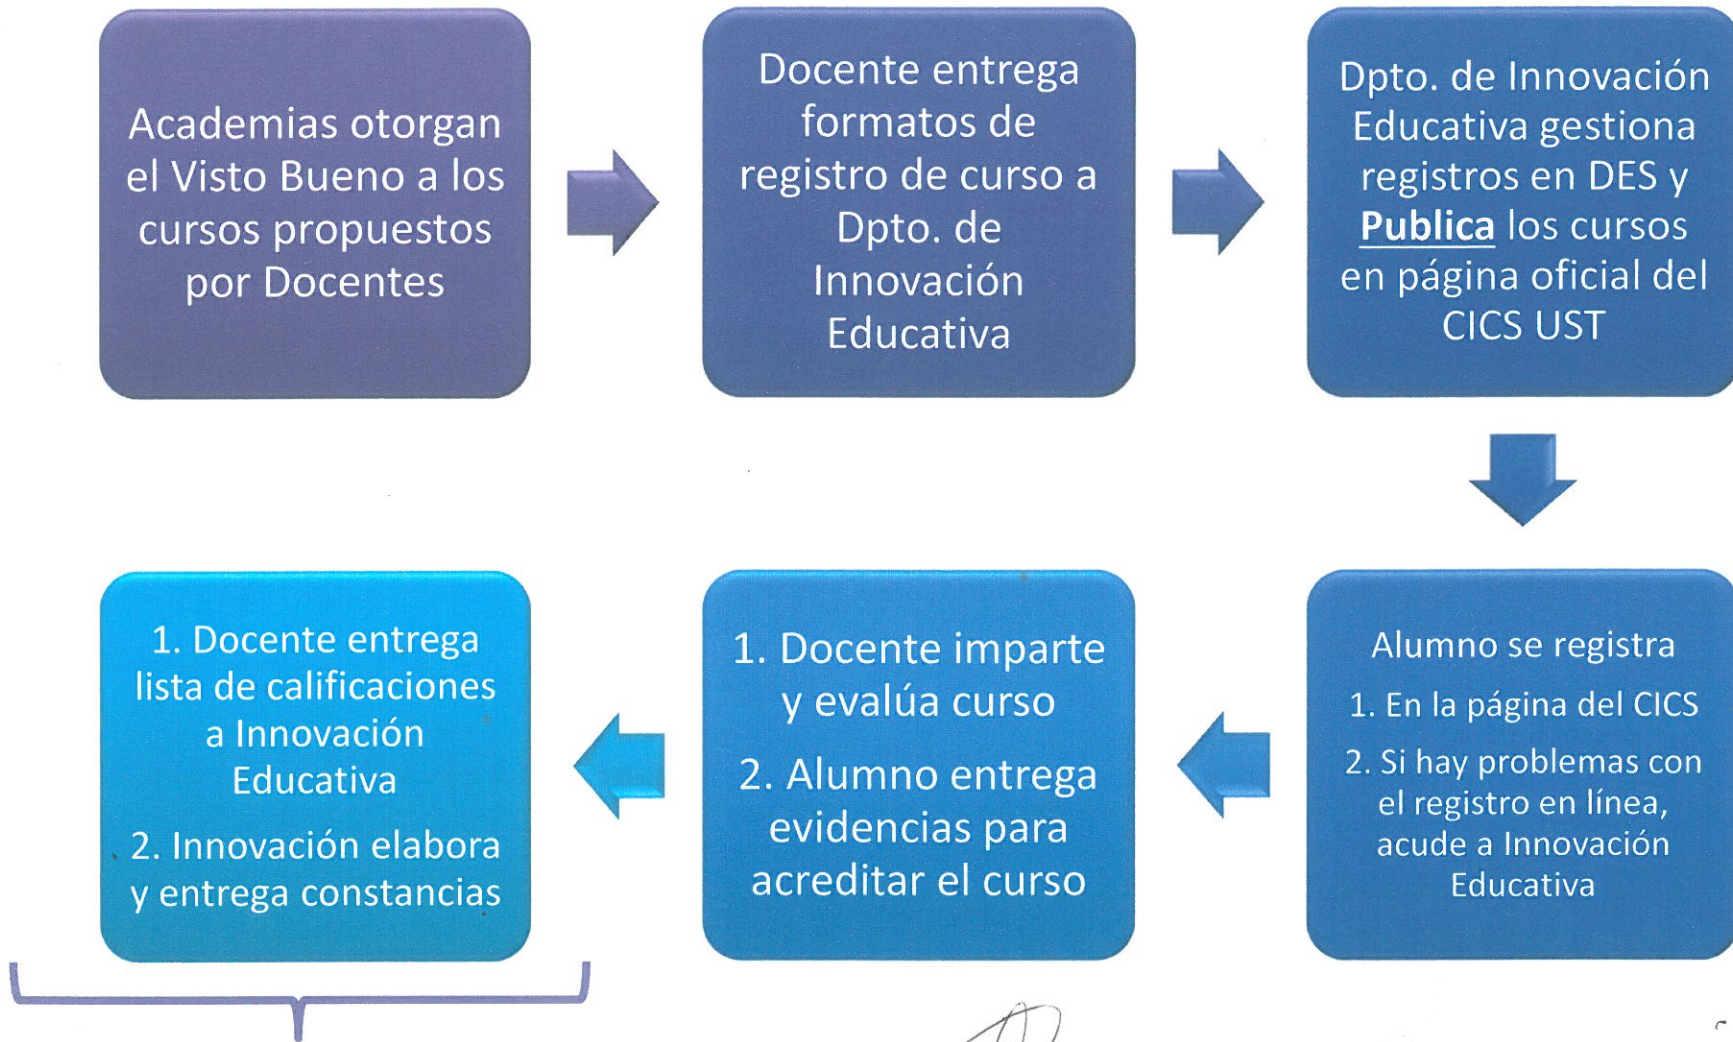 Academias otorgan
el Visto Bueno a los
cursos propuestos
por Docentes
Docente entrega
formatos de
registro de curso a
Dpto. de
Innovación
Educativa
Dpto. de Innovación
Educativa gestiona
registros en DES y
Publica los cursos
en página oficial del
CICS UST
Alumno se registra
1. En la página del CICS
2. Si hay problemas con
el registro en línea,
acude a Innovación
Educativa
1. Docente imparte
y evalúa curso
2. Alumno entrega
evidencias para
acreditar el curso
1. Docente entrega
lista de calificaciones
a Innovación
Educativa
2. Innovación elabora
y entrega constancias